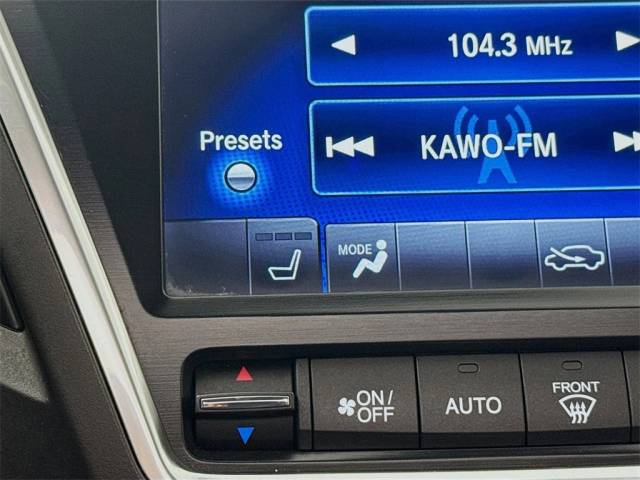 104.3 MHz
Presets
KAWO-FM
MODE
ON/
OFF
AUTO
FRONT